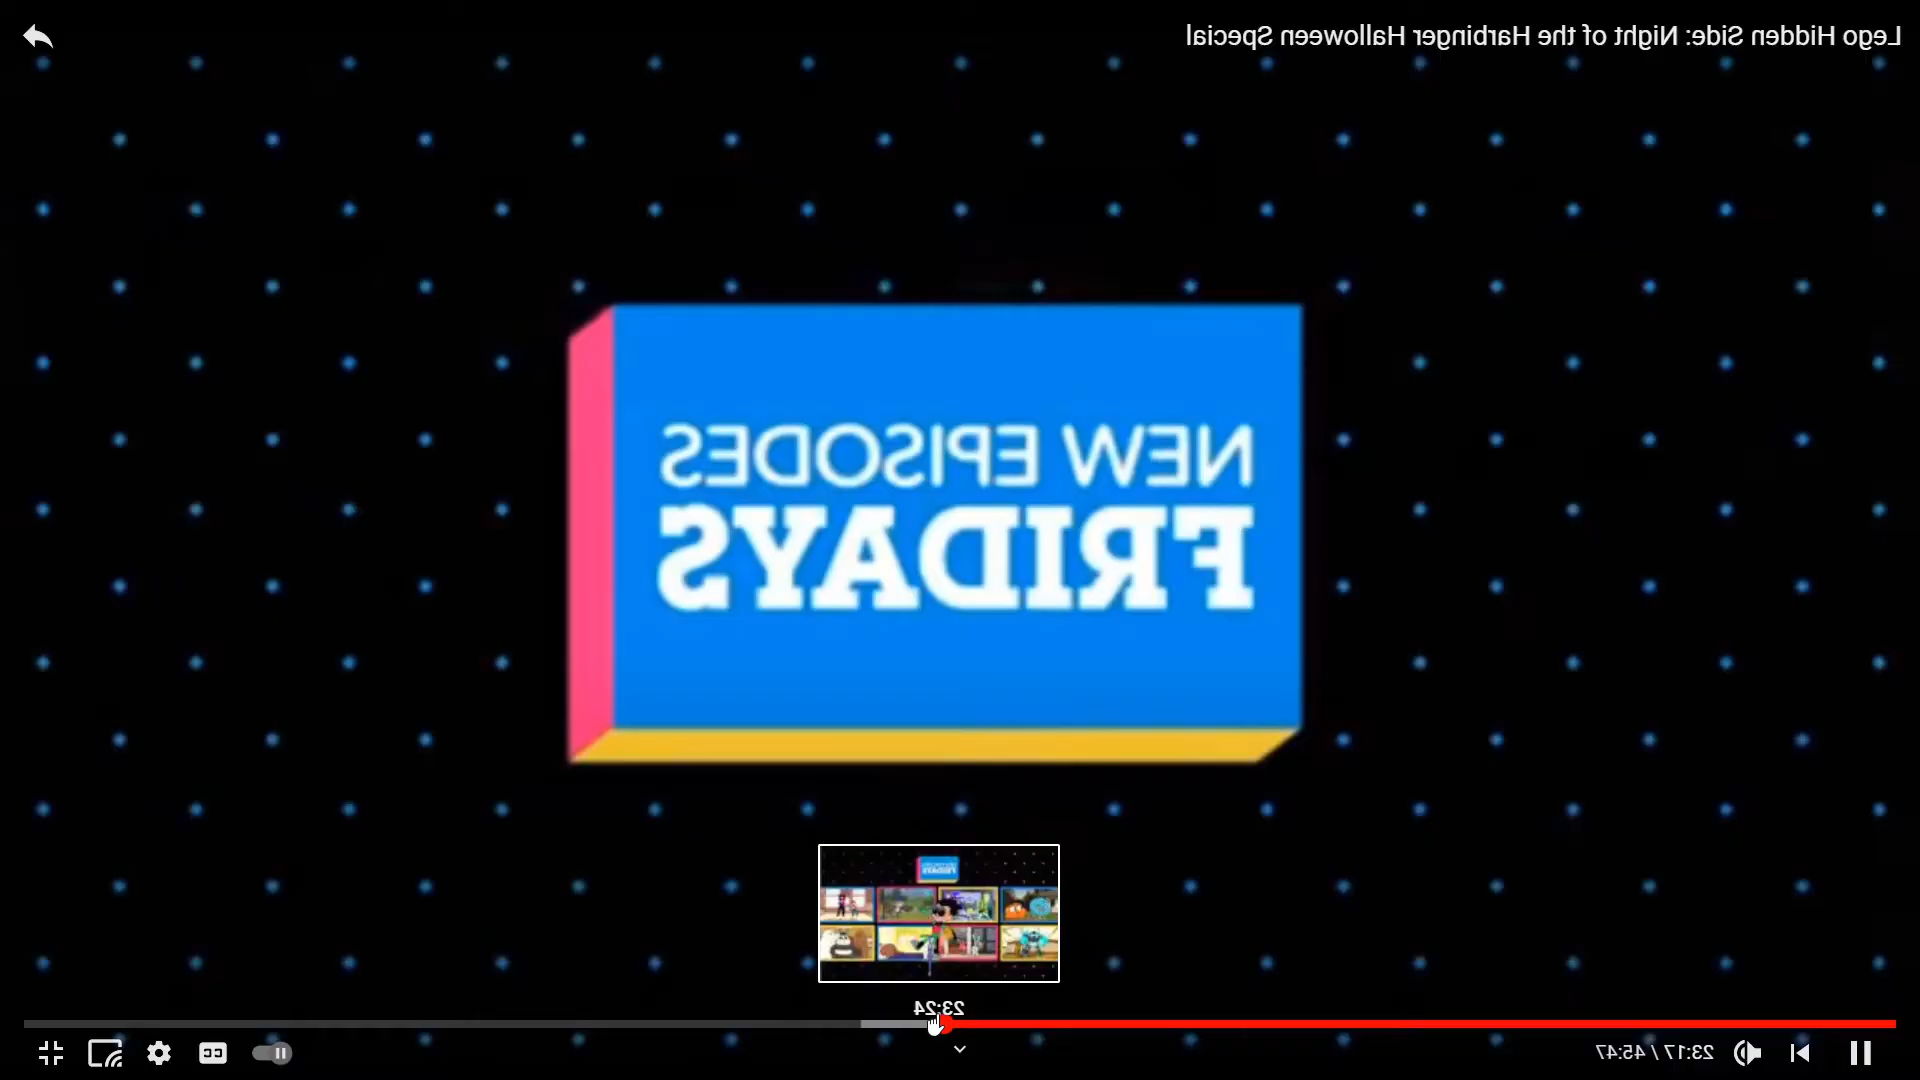 Lego Hidden Side: Night of the Harbinger Halloween Special
NEW EPISODES
FRIDAYS
23:24
23:17 / 45:47